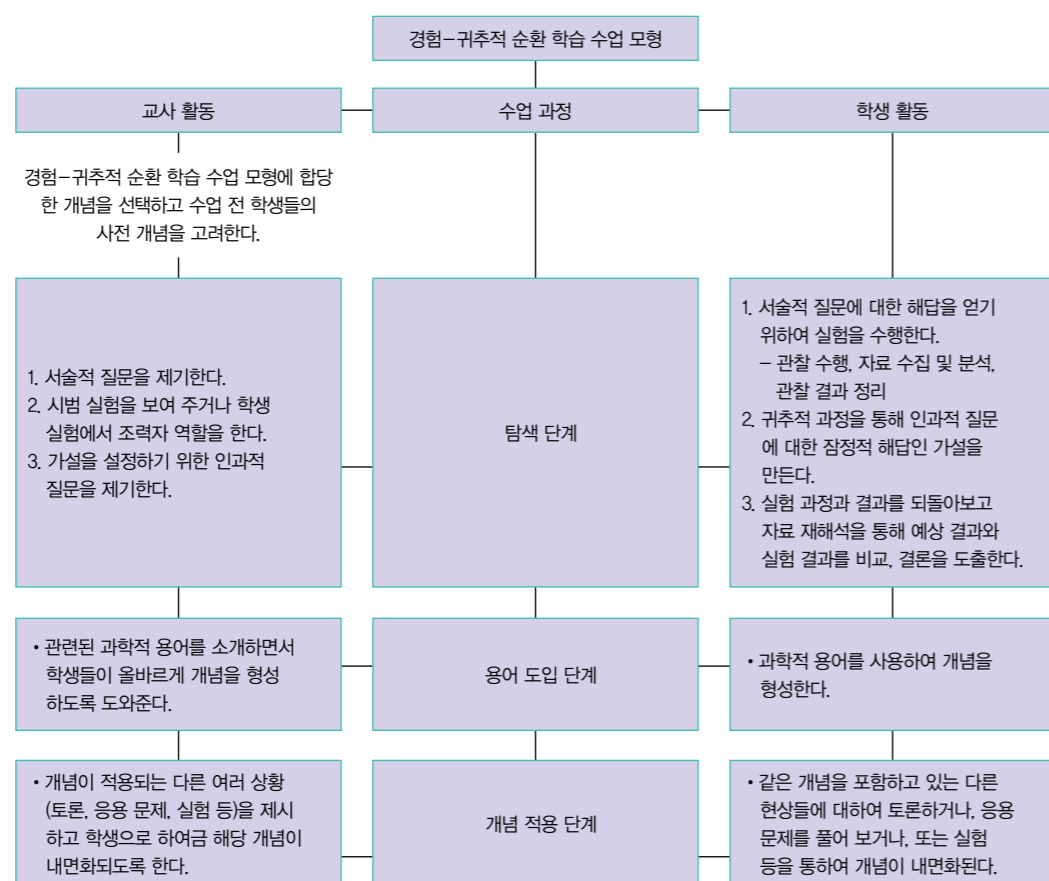 경험-귀추적 순환 학습 수업 모형
교사 활동
수업 과정
학생 활동
경험-귀추적 순환 학습 수업 모형에 합당
한 개념을 선택하고 수업 전 학생들의
사전 개념을 고려한다.
1. 서술적 질문을 제기한다.
2. 시범 실험을 보여 주거나 학생
실험에서 조력자 역할을 한다.
3. 가설을 설정하기 위한 인과적
질문을 제기한다.
탐색 단계
1. 서술적 질문에 대한 해답을 얻기
위하여 실험을 수행한다.
- 관찰 수행, 자료 수집 및 분석,
관찰 결과 정리
2. 귀추적 과정을 통해 인과적 질문
에 대한 잠정적 해답인 가설을
만든다.
3. 실험 과정과 결과를 되돌아보고
자료 재해석을 통해 예상 결과와
실험 결과를 비교, 결론을 도출한다.
• 관련된 과학적 용어를 소개하면서
학생들이 올바르게 개념을 형성
하도록 도와준다.
용어 도입 단계
• 과학적 용어를 사용하여 개념을
형성한다.
• 개념이 적용되는 다른 여러 상황
(토론, 응용 문제, 실험 등)을 제시
하고 학생으로 하여금 해당 개념이
내면화되도록 한다.
개념 적용 단계
• 같은 개념을 포함하고 있는 다른
현상들에 대하여 토론하거나, 응용
문제를 풀어 보거나, 또는 실험
등을 통하여 개념이 내면화된다.